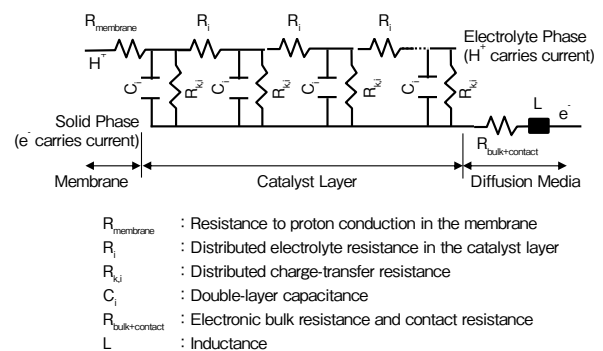 R_membrane R_i R_i R_i
Electrolyte Phase
(H⁺ carries current)
H⁺
C_i R_k,i C_i R_k,i C_i R_k,i C_i R_k,i
Solid Phase
(e⁻ carries current)
L e⁻
R_bulk+contact
Membrane Catalyst Layer Diffusion Media
R_membrane : Resistance to proton conduction in the membrane
R_i : Distributed electrolyte resistance in the catalyst layer
R_k,i : Distributed charge-transfer resistance
C_i : Double-layer capacitance
R_bulk+contact : Electronic bulk resistance and contact resistance
L : Inductance